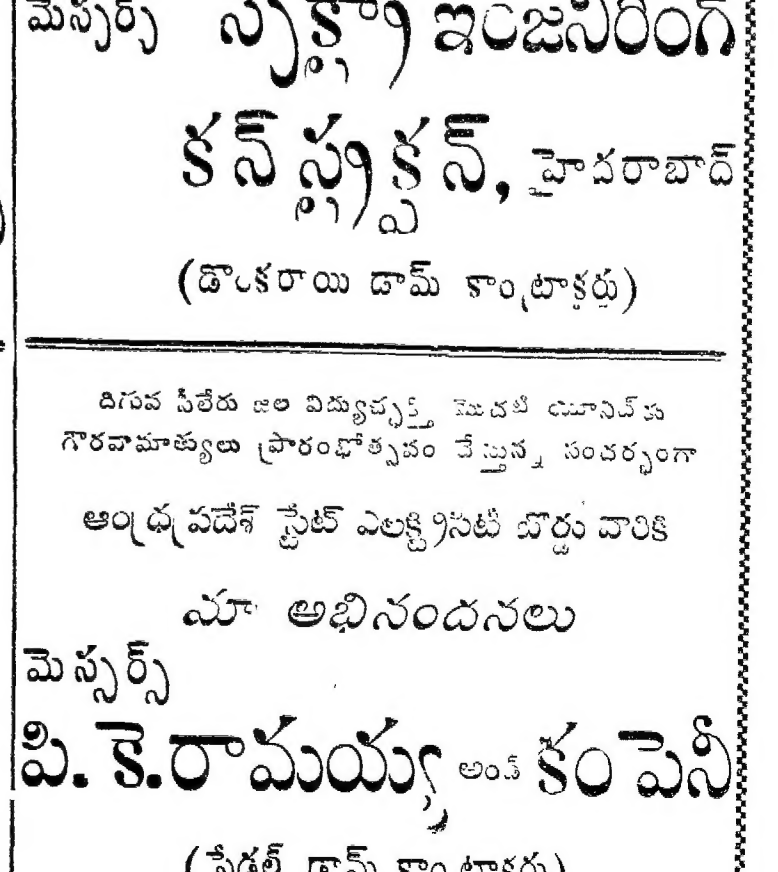 మెస్సర్స్ స్పెక్ట్రా ఇంజనీరింగ్
కన్‌స్ట్రక్షన్, హైదరాబాద్
(డొంకరాయి డామ్ కాంట్రాక్టర్లు)
దిగువ సీలేరు జల విద్యుచ్ఛక్తి మొదటి యూనిట్‌కు
గౌరవామాత్యులు ప్రారంభోత్సవం చేస్తున్న సందర్భంగా
ఆంధ్రప్రదేశ్ స్టేట్ ఎలక్ట్రిసిటీ బోర్డు వారికి
మా అభినందనలు
మెస్సర్స్
పి. కె. రామయ్య అండ్ కంపెనీ
డామ్ కాంట్రాక్టరు)